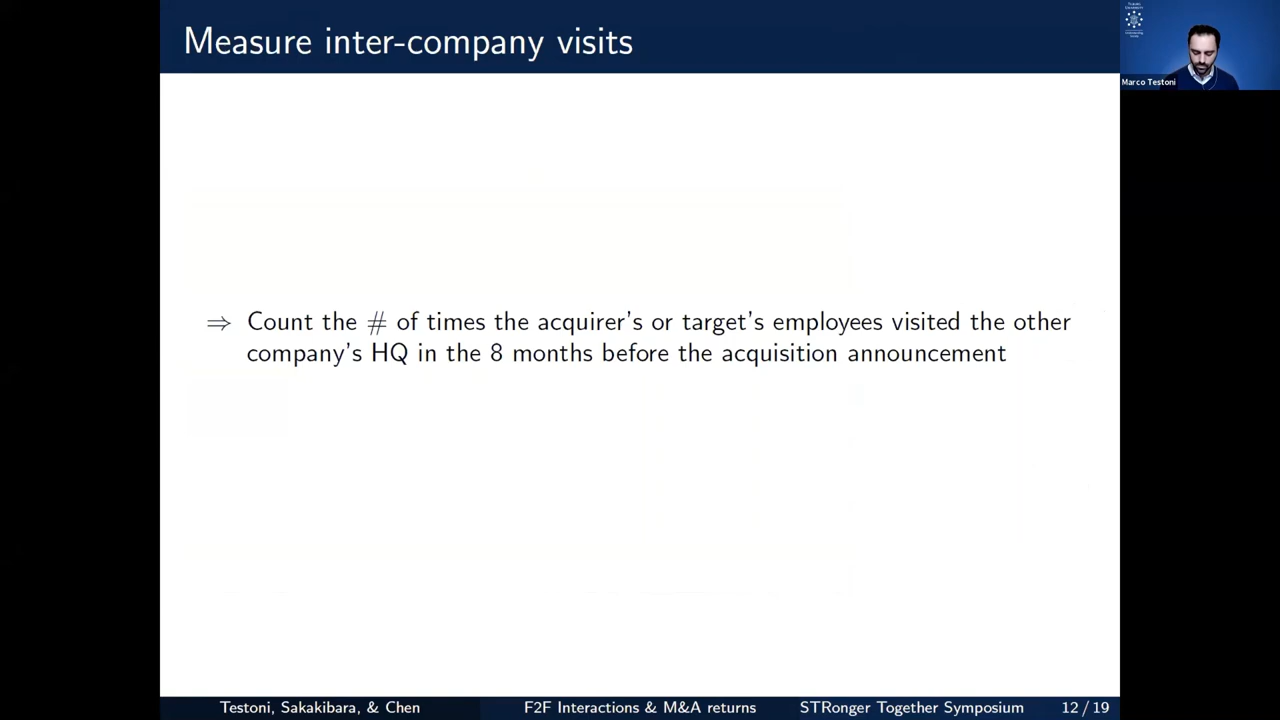 Measure inter-company visits
Marco Testoni
⇒ Count the # of times the acquirer's or target's employees visited the other
company's HQ in the 8 months before the acquisition announcement
Testoni, Sakakibara, & Chen
F2F Interactions & M&A returns
STRonger Together Symposium
12 / 19